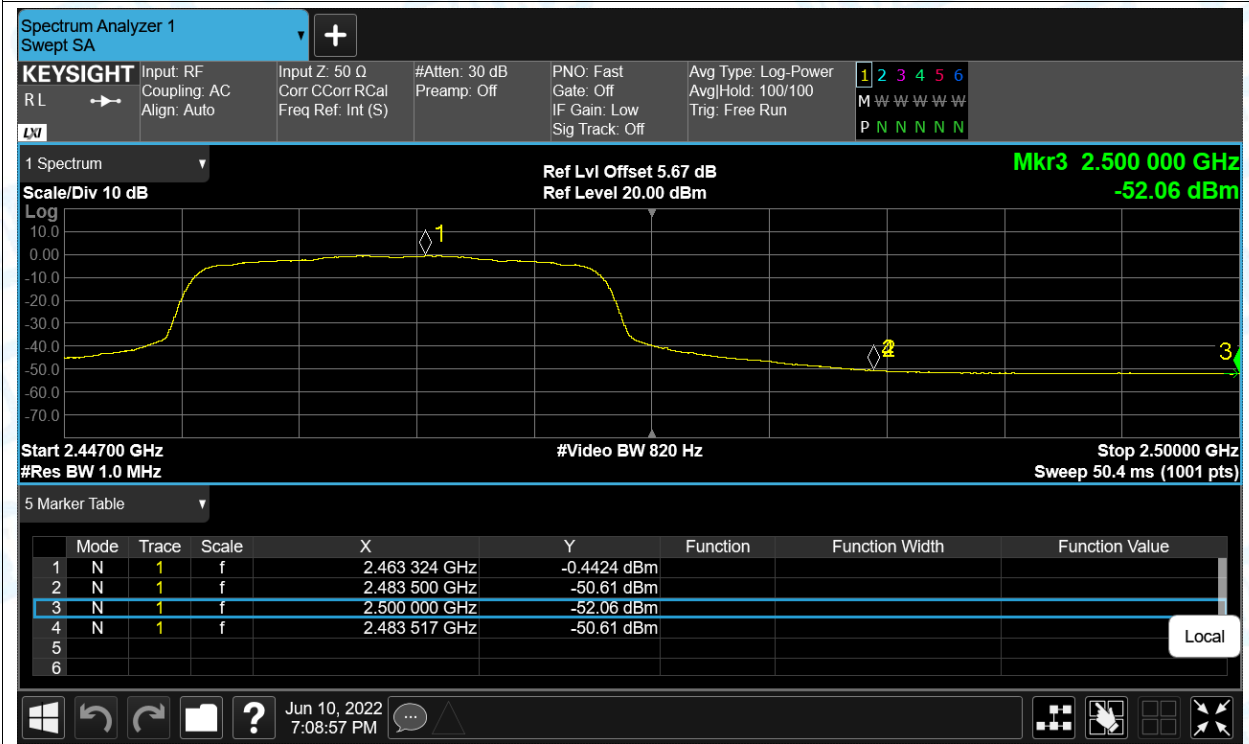 Spectrum Analyzer 1
Swept SA
+
KEYSIGHT
R L
LXI
Input: RF
Coupling: AC
Align: Auto
Input Z: 50 Ω
Corr CCorr RCal
Freq Ref: Int (S)
#Atten: 30 dB
Preamp: Off
PNO: Fast
Gate: Off
IF Gain: Low
Sig Track: Off
Avg Type: Log-Power
Avg|Hold: 100/100
Trig: Free Run
1 2 3 4 5 6
M W W W W W
P N N N N N
1 Spectrum
Scale/Div 10 dB
Ref Lvl Offset 5.67 dB
Ref Level 20.00 dBm
Mkr3 2.500 000 GHz
-52.06 dBm
Log
10.0
0.00
-10.0
-20.0
-30.0
-40.0
-50.0
-60.0
-70.0
1
3
Start 2.44700 GHz
#Res BW 1.0 MHz
#Video BW 820 Hz
Stop 2.50000 GHz
Sweep 50.4 ms (1001 pts)
5 Marker Table
Mode Trace Scale X Y Function Function Width Function Value
1 N 1 f 2.463 324 GHz -0.4424 dBm
2 N 1 f 2.483 500 GHz -50.61 dBm
3 N 1 f 2.500 000 GHz -52.06 dBm
4 N 1 f 2.483 517 GHz -50.61 dBm
5
6
Local
?
Jun 10, 2022
7:08:57 PM